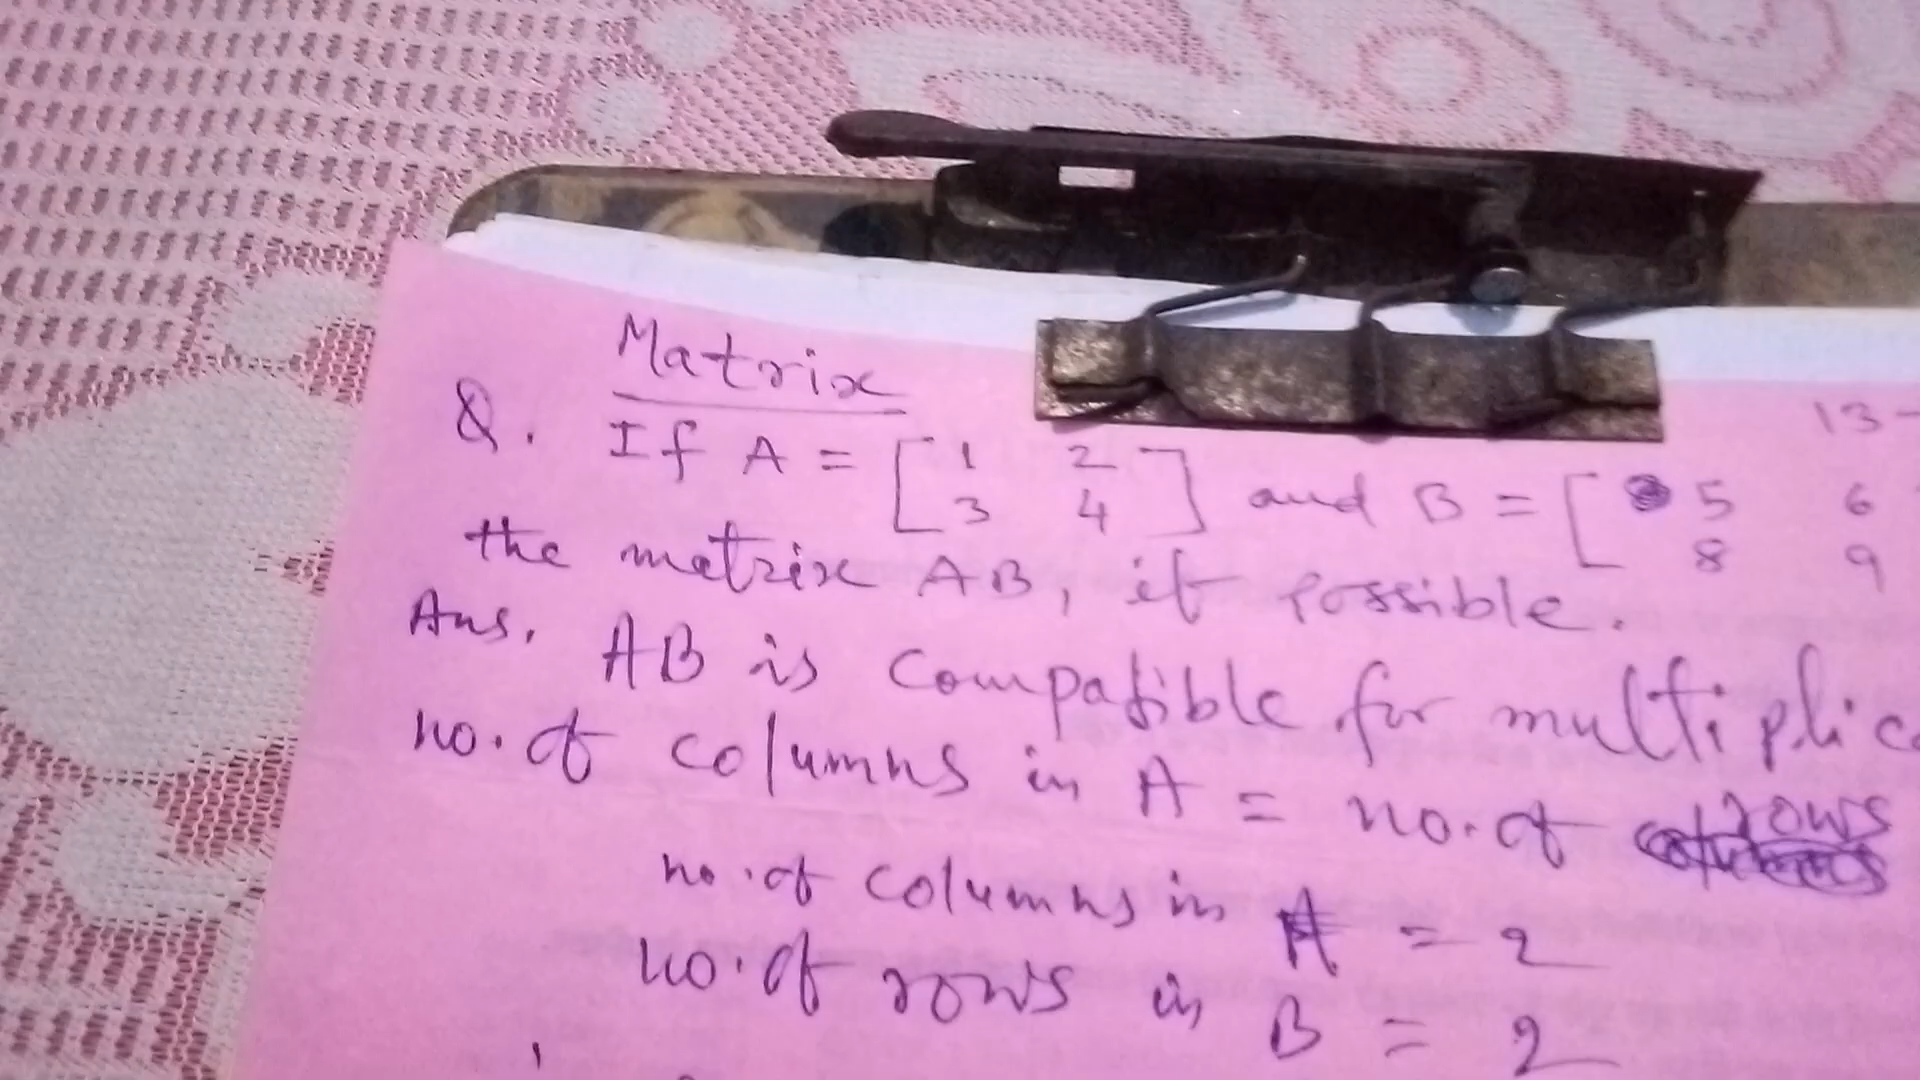 Matrix
13-
Q. If A = [ 1 2 ] and B = [ 5 6
3 4 8 9
the matrix AB, if possible.
Ans. AB is compatible for multiplic
no. of columns in A = no. of rows
no. of columns in A = 2
no. of rows in B = 2